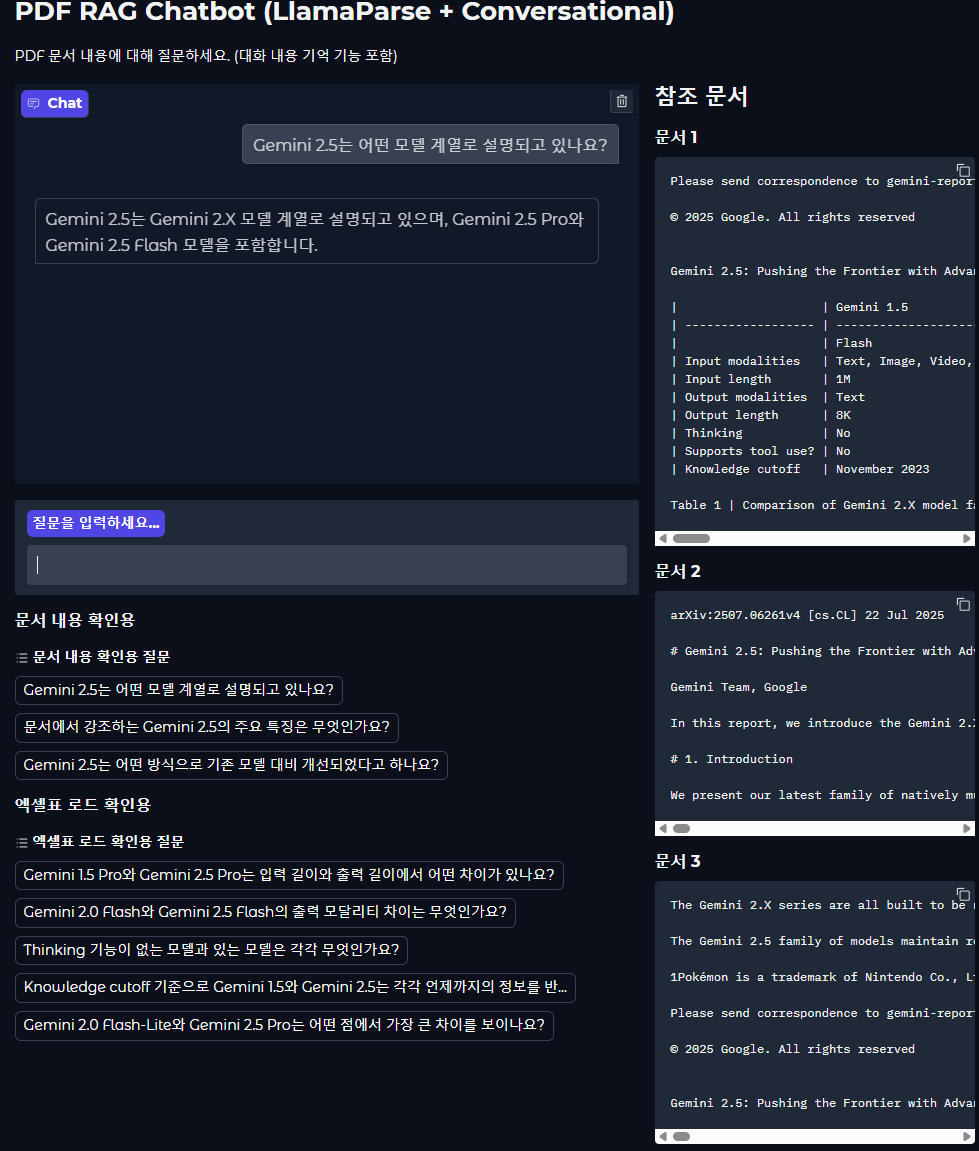 PDF RAG Chatbot (LlamaParse + Conversational)
PDF 문서 내용에 대해 질문하세요. (대화 내용 기억 기능 포함)
Chat
Gemini 2.5는 어떤 모델 계열로 설명되고 있나요?
Gemini 2.5는 Gemini 2.X 모델 계열로 설명되고 있으며, Gemini 2.5 Pro와
Gemini 2.5 Flash 모델을 포함합니다.
질문을 입력하세요...
문서 내용 확인용
문서 내용 확인용 질문
Gemini 2.5는 어떤 모델 계열로 설명되고 있나요?
문서에서 강조하는 Gemini 2.5의 주요 특징은 무엇인가요?
Gemini 2.5는 어떤 방식으로 기존 모델 대비 개선되었다고 하나요?
엑셀표 로드 확인용
엑셀표 로드 확인용 질문
Gemini 1.5 Pro와 Gemini 2.5 Pro는 입력 길이와 출력 길이에서 어떤 차이가 있나요?
Gemini 2.0 Flash와 Gemini 2.5 Flash의 출력 모달리티 차이는 무엇인가요?
Thinking 기능이 없는 모델과 있는 모델은 각각 무엇인가요?
Knowledge cutoff 기준으로 Gemini 1.5와 Gemini 2.5는 각각 언제까지의 정보를 반...
Gemini 2.0 Flash-Lite와 Gemini 2.5 Pro는 어떤 점에서 가장 큰 차이를 보이나요?
참조 문서
문서 1
Please send correspondence to gemini-repor
© 2025 Google. All rights reserved
Gemini 2.5: Pushing the Frontier with Adva
| | Gemini 1.5
| ------------------ | -------------------
| | Flash
| Input modalities | Text, Image, Video,
| Input length | 1M
| Output modalities | Text
| Output length | 8K
| Thinking | No
| Supports tool use? | No
| Knowledge cutoff | November 2023
Table 1 | Comparison of Gemini 2.X model fa
문서 2
arXiv:2507.06261v4 [cs.CL] 22 Jul 2025
# Gemini 2.5: Pushing the Frontier with Adv
Gemini Team, Google
In this report, we introduce the Gemini 2.X
# 1. Introduction
We present our latest family of natively mu
문서 3
The Gemini 2.X series are all built to be
The Gemini 2.5 family of models maintain re
1Pokémon is a trademark of Nintendo Co., Lt
Please send correspondence to gemini-repor
© 2025 Google. All rights reserved
Gemini 2.5: Pushing the Frontier with Adva